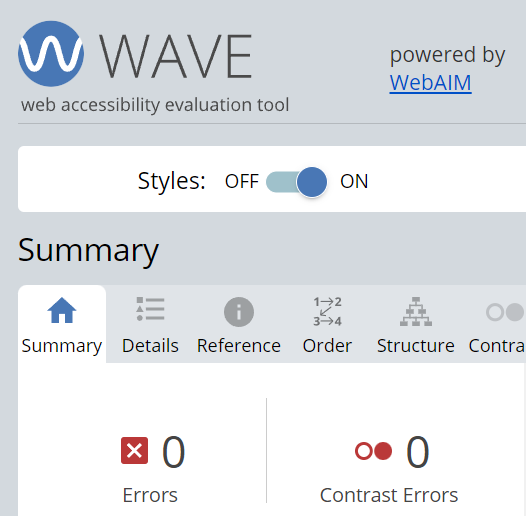 WAVE
powered by
WebAIM
web accessibility evaluation tool
Styles: OFF ON
Summary
1→2
3→4
Summary Details Reference Order Structure Contra
0 0
Errors Contrast Errors